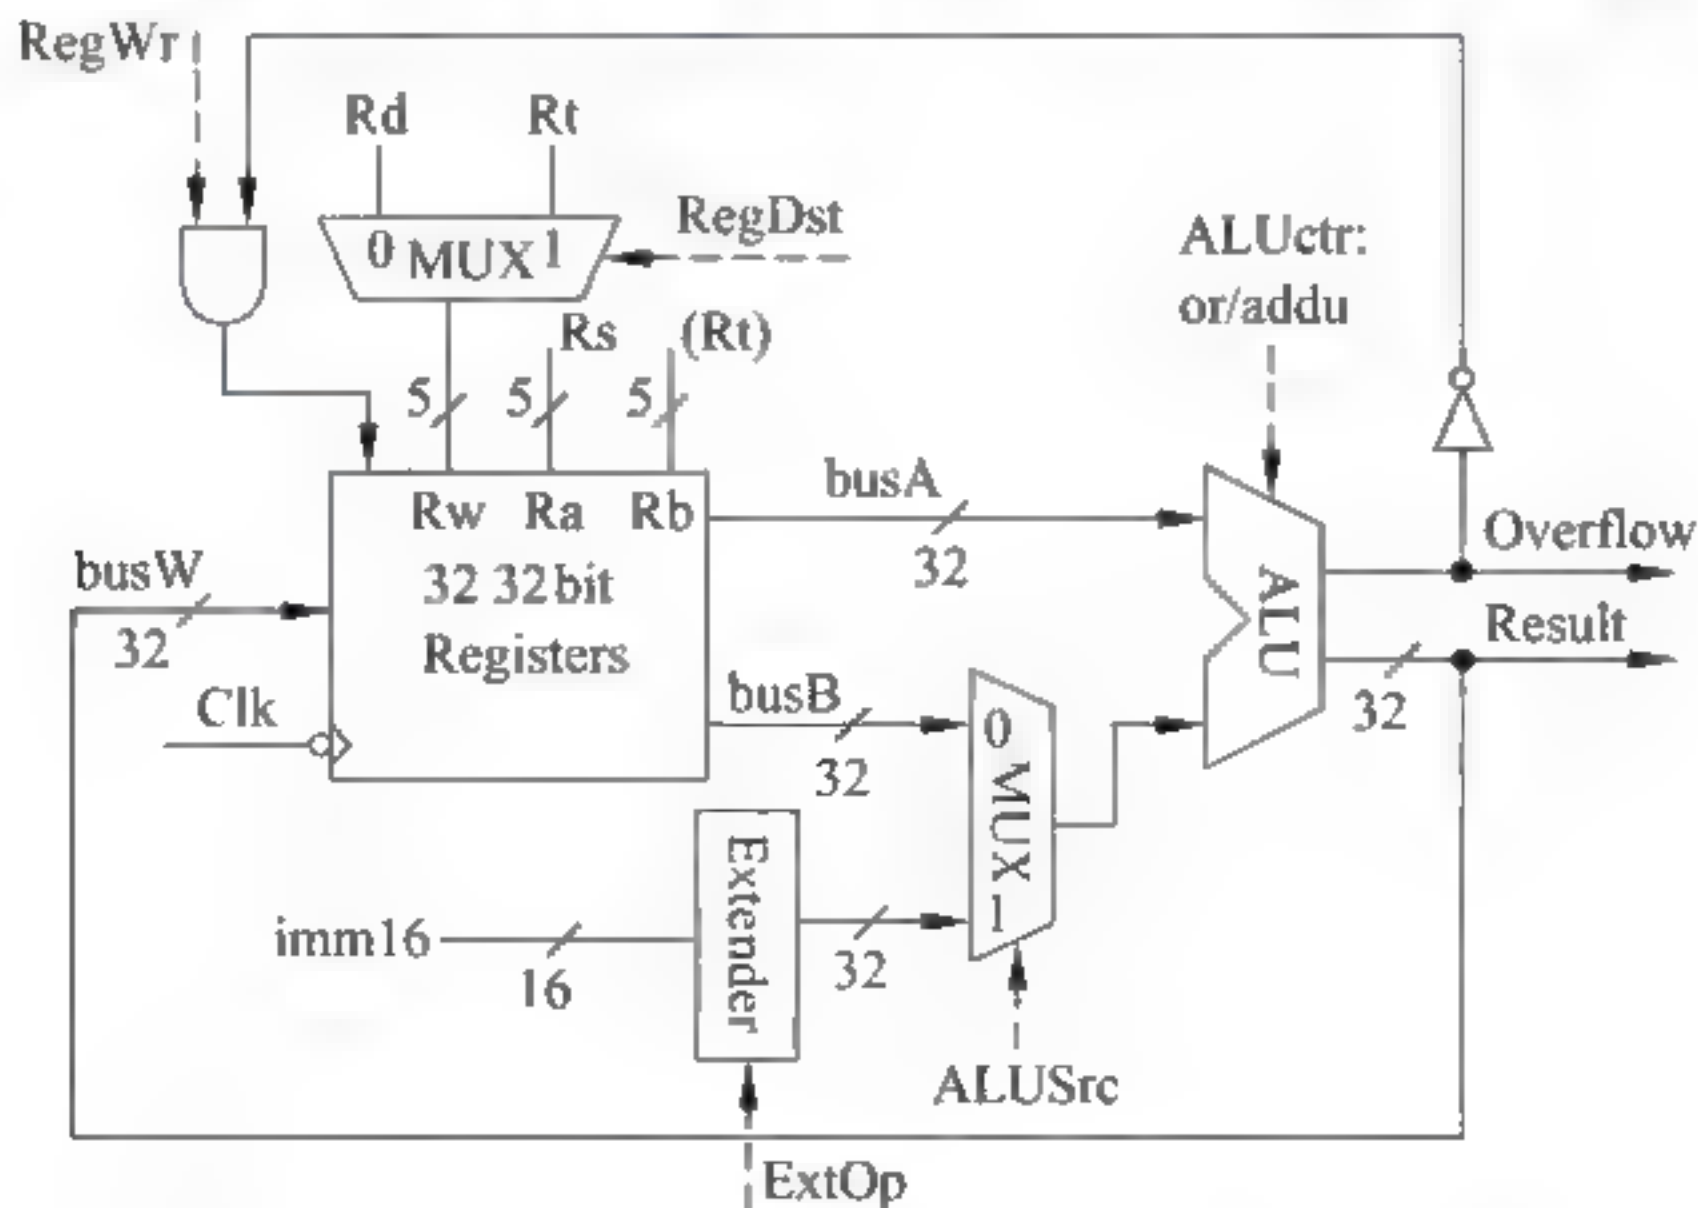 RegWr
Rd
Rt
0 MUX 1
RegDst
ALUctr:
or/addu
Rs
(Rt)
5
5
5
Rw Ra Rb
32 32bit
Registers
busW
32
Clk
busA
32
busB
32
0
MUX
1
ALU
Overflow
Result
32
Extender
imm16
16
32
ALUSrc
ExtOp